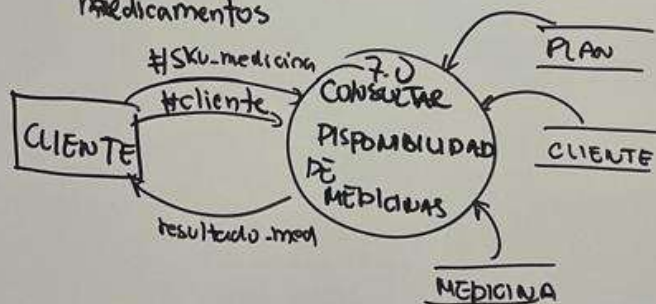 medicamentos
#SKU_medicina
#cliente
CLIENTE
resultado_med
7.0
CONSULTAR
DISPONIBILIDAD
DE
MEDICINAS
PLAN
CLIENTE
MEDICINA